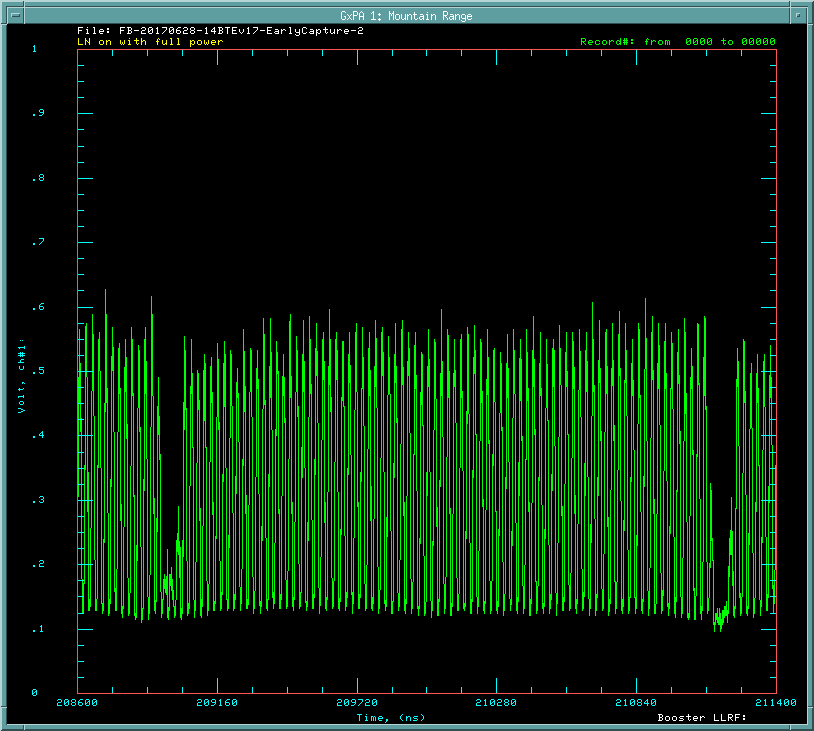 GxPA 1: Mountain Range
File: FB-20170628-14BTEv17-EarlyCapture-2
LN on with full power
Record#: from 0000 to 00000
1
.9
.8
.7
.6
.5
.4
.3
.2
.1
0
Volt, ch#1:
208600 209160 209720 210280 210840 211400
Time, (ns)
Booster LLRF: